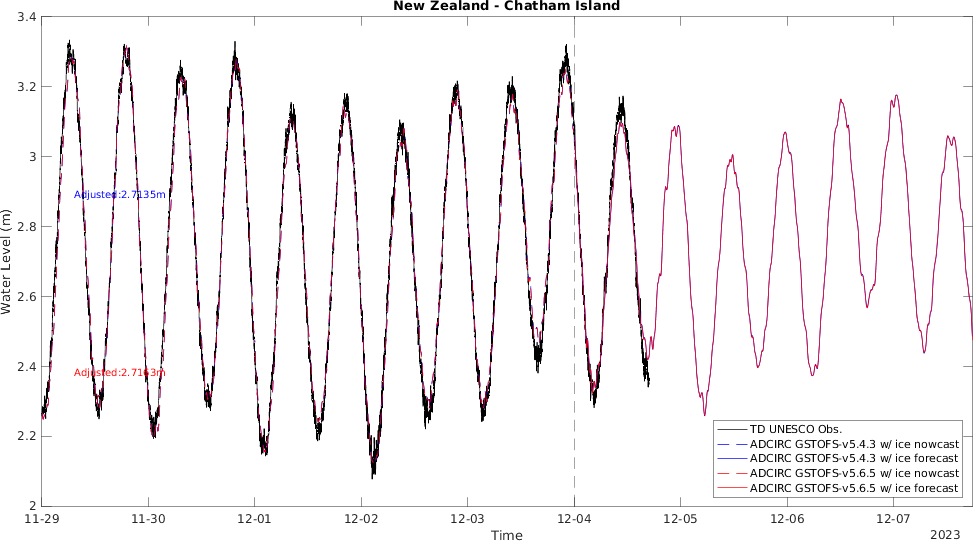 New Zealand - Chatham Island
3.4
3.2
3
2.8
2.6
2.4
2.2
2
Water Level (m)
Adjusted:2.7135m
Adjusted:2.7163m
TD UNESCO Obs.
ADCIRC GSTOFS-v5.4.3 w/ ice nowcast
ADCIRC GSTOFS-v5.4.3 w/ ice forecast
ADCIRC GSTOFS-v5.6.5 w/ ice nowcast
ADCIRC GSTOFS-v5.6.5 w/ ice forecast
11-29 11-30 12-01 12-02 12-03 12-04 12-05 12-06 12-07
Time
2023